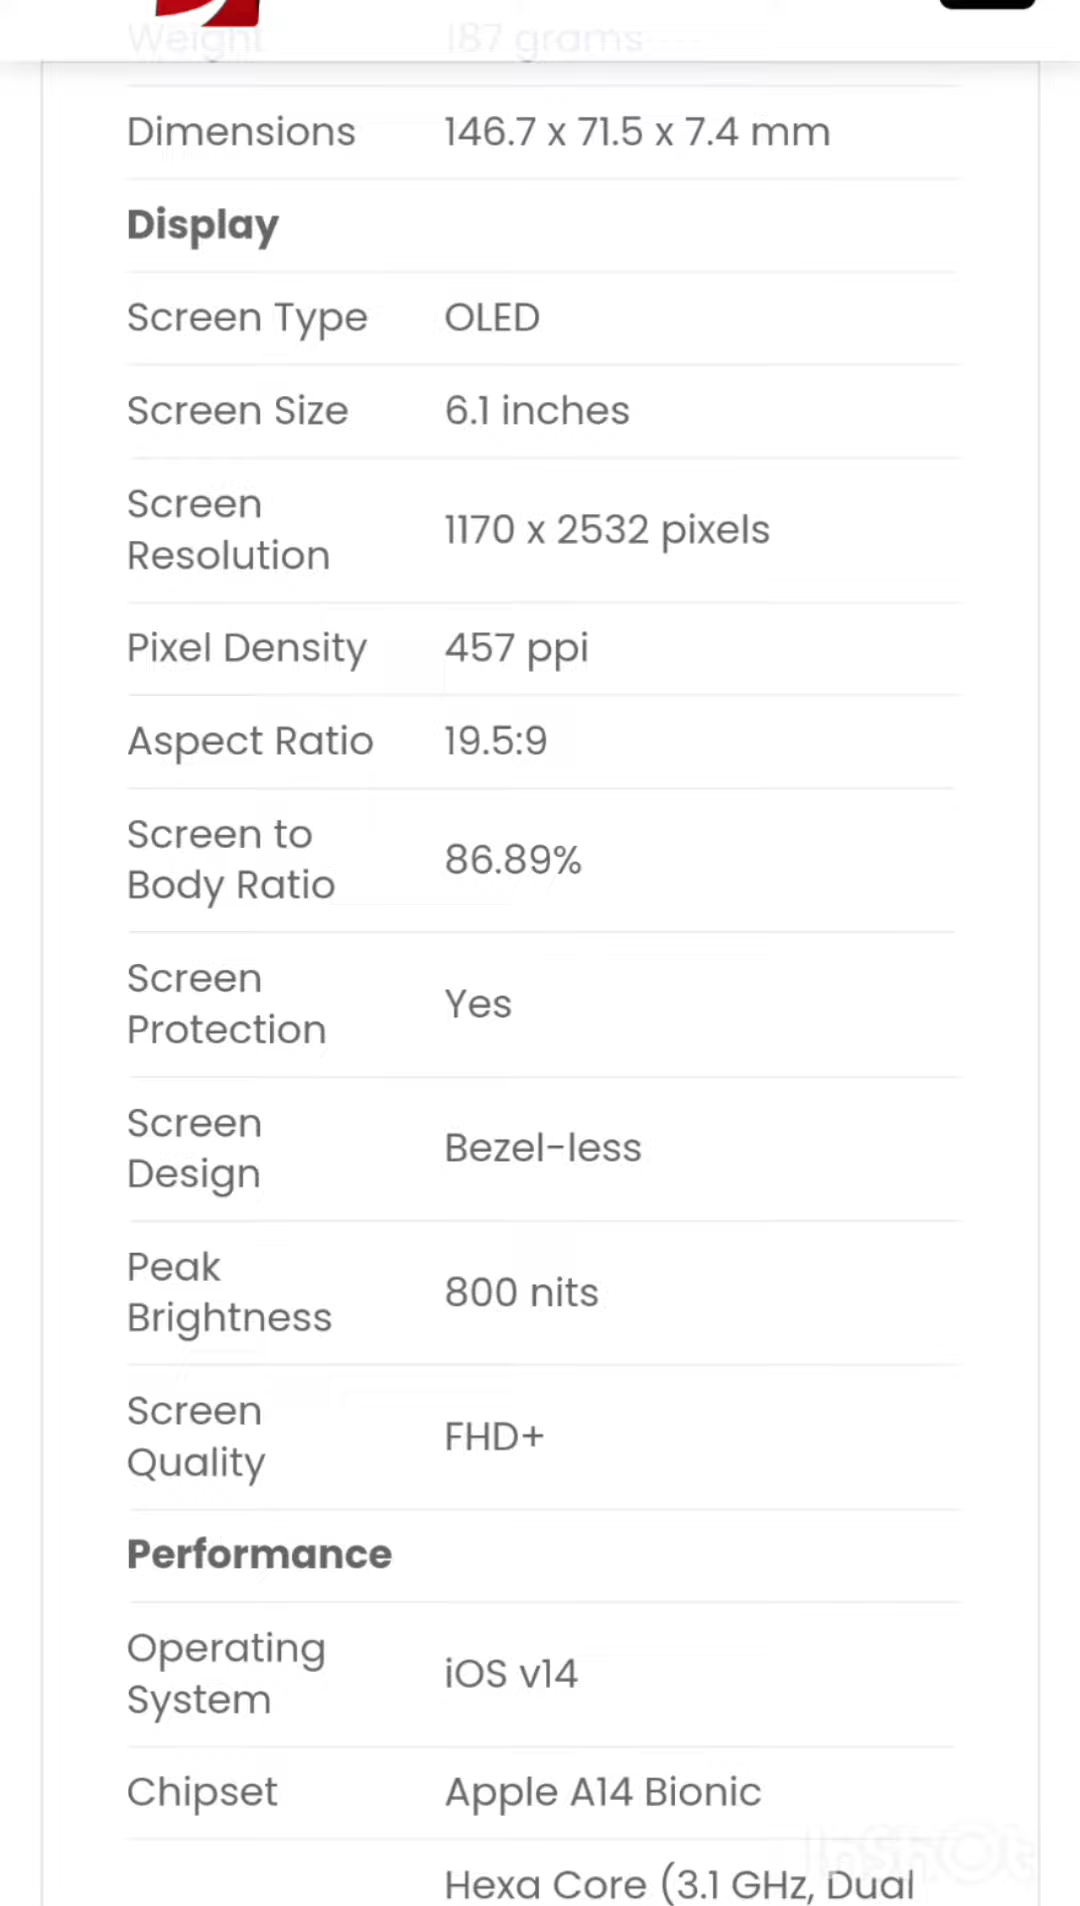 Weight 187 grams
Dimensions 146.7 x 71.5 x 7.4 mm
Display
Screen Type OLED
Screen Size 6.1 inches
Screen
Resolution 1170 x 2532 pixels
Pixel Density 457 ppi
Aspect Ratio 19.5:9
Screen to
Body Ratio 86.89%
Screen
Protection Yes
Screen
Design Bezel-less
Peak
Brightness 800 nits
Screen
Quality FHD+
Performance
Operating
System iOS v14
Chipset Apple A14 Bionic
Hexa Core (3.1 GHz, Dual
InShOt